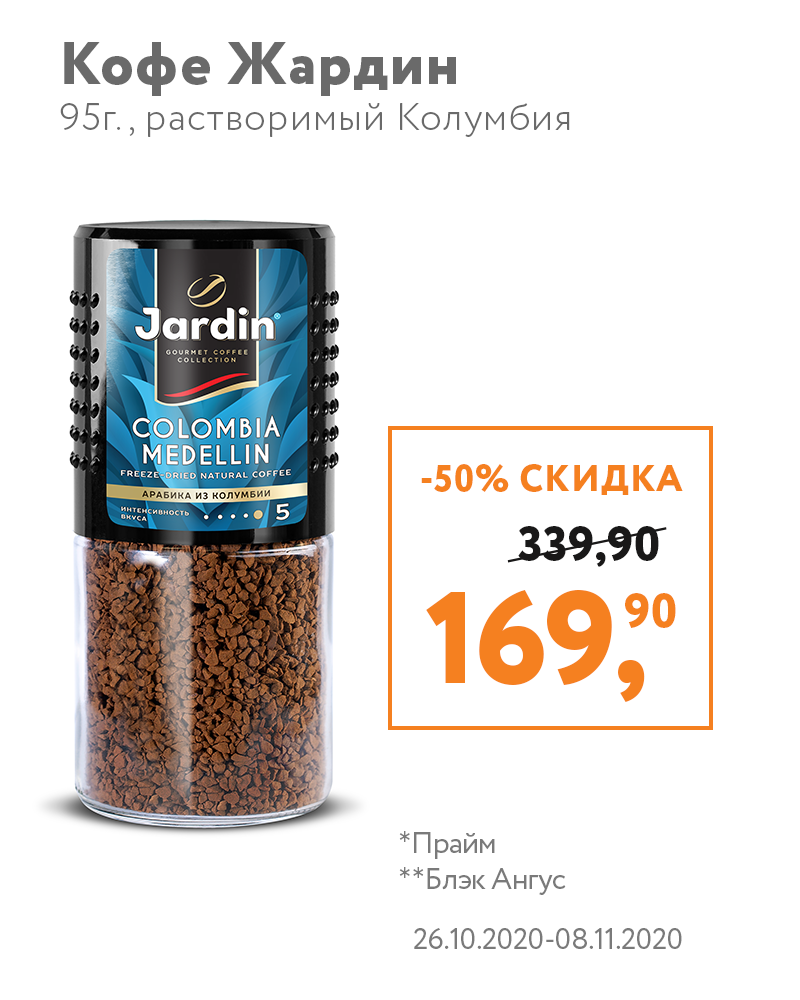 Кофе Жардин
95г., растворимый Колумбия
Jardin®
GOURMET COFFEE
COLLECTION
COLOMBIA
MEDELLIN
FREEZE-DRIED NATURAL COFFEE
АРАБИКА ИЗ КОЛУМБИИ
ИНТЕНСИВНОСТЬ
ВКУСА
5
-50% СКИДКА
339,90
169,90
*Прайм
**Блэк Ангус
26.10.2020-08.11.2020